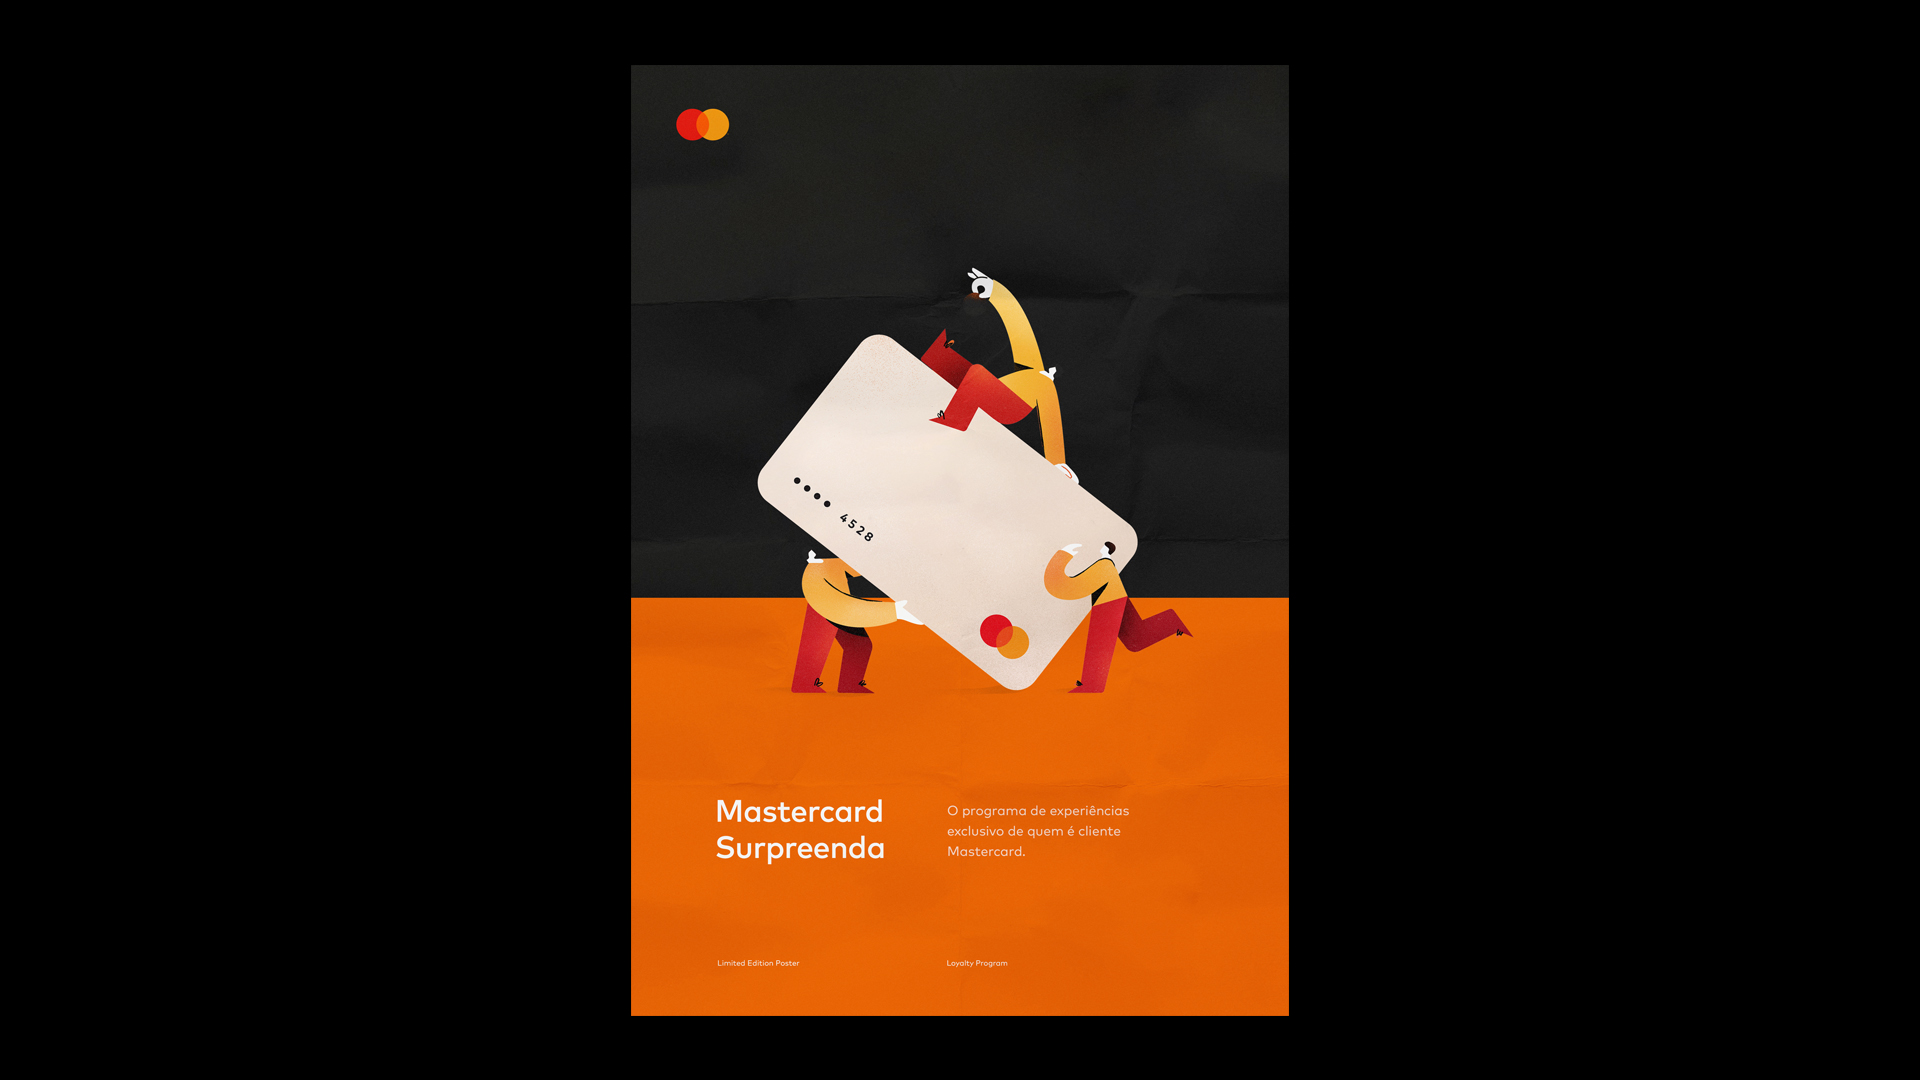 •••• 4528
Mastercard
Surpreenda
O programa de experiências
exclusivo de quem é cliente
Mastercard.
Limited Edition Poster
Loyalty Program